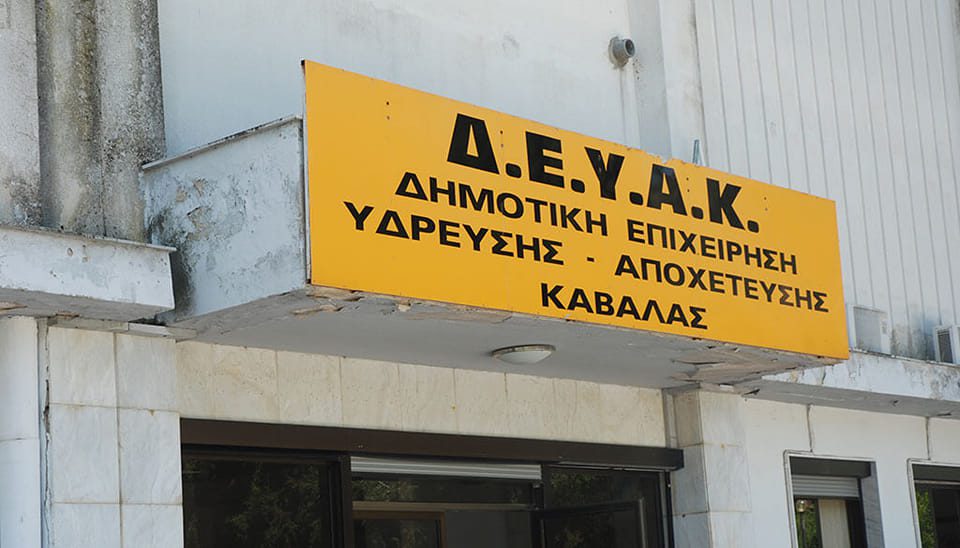 Δ.Ε.Υ.Α.Κ.
ΔΗΜΟΤΙΚΗ ΕΠΙΧΕΙΡΗΣΗ
ΥΔΡΕΥΣΗΣ - ΑΠΟΧΕΤΕΥΣΗΣ
ΚΑΒΑΛΑΣ